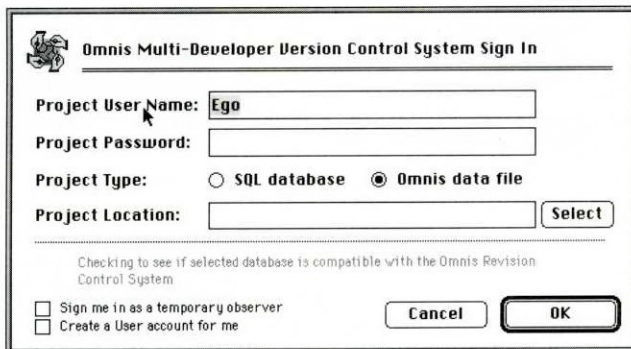 Omnis Multi-Developer Version Control System Sign In
Project User Name: Ego
Project Password:
Project Type: SQL database Omnis data file
Project Location: Select
Checking to see if selected database is compatible with the Omnis Revision
Control System
Sign me in as a temporary observer
Create a User account for me
Cancel OK